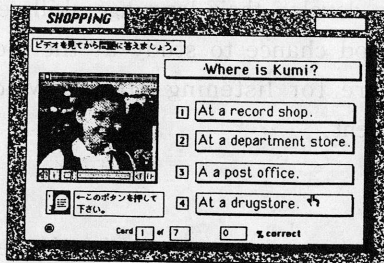 SHOPPING
ビデオを見てから問題に答えましょう。
Where is Kumi?
1 At a record shop.
2 At a department store.
3 A a post office.
4 At a drugstore.
←このボタンを押して
下さい。
Card 1 of 7 0 % correct